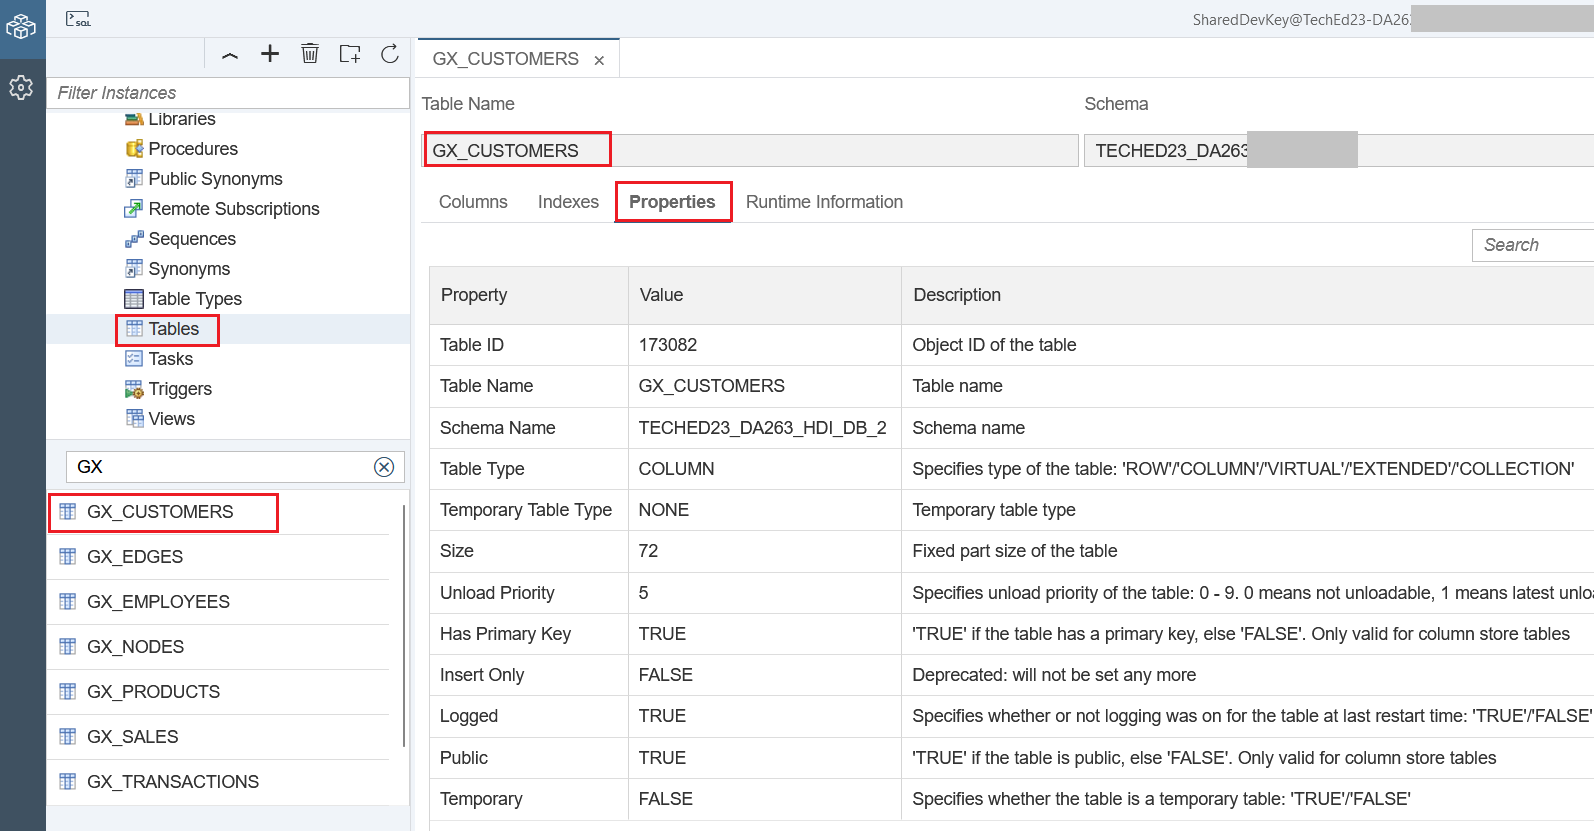 SQL
SharedDevKey@TechEd23-DA263
GX_CUSTOMERS ×
Filter Instances
Libraries
Procedures
Public Synonyms
Remote Subscriptions
Sequences
Synonyms
Table Types
Tables
Tasks
Triggers
Views
GX
GX_CUSTOMERS
GX_EDGES
GX_EMPLOYEES
GX_NODES
GX_PRODUCTS
GX_SALES
GX_TRANSACTIONS
Table Name Schema
GX_CUSTOMERS TECHED23_DA263
Columns Indexes Properties Runtime Information
Search
Property Value Description
Table ID 173082 Object ID of the table
Table Name GX_CUSTOMERS Table name
Schema Name TECHED23_DA263_HDI_DB_2 Schema name
Table Type COLUMN Specifies type of the table: 'ROW'/'COLUMN'/'VIRTUAL'/'EXTENDED'/'COLLECTION'
Temporary Table Type NONE Temporary table type
Size 72 Fixed part size of the table
Unload Priority 5 Specifies unload priority of the table: 0 - 9. 0 means not unloadable, 1 means latest unlo
Has Primary Key TRUE 'TRUE' if the table has a primary key, else 'FALSE'. Only valid for column store tables
Insert Only FALSE Deprecated: will not be set any more
Logged TRUE Specifies whether or not logging was on for the table at last restart time: 'TRUE'/'FALSE'
Public TRUE 'TRUE' if the table is public, else 'FALSE'. Only valid for column store tables
Temporary FALSE Specifies whether the table is a temporary table: 'TRUE'/'FALSE'